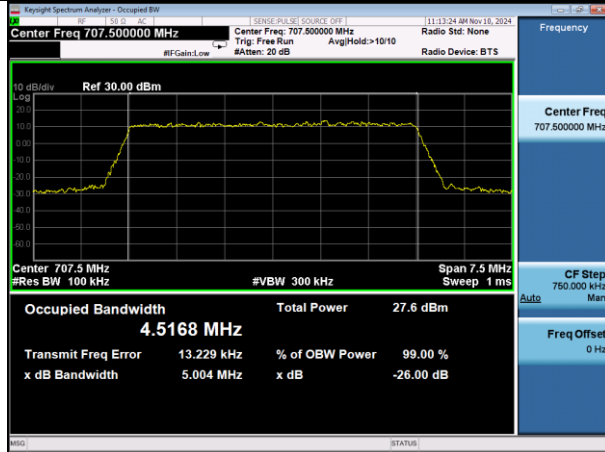 Keysight Spectrum Analyzer - Occupied BW
RF 50 Ω AC SENSE:PULSE SOURCE OFF 11:13:24 AM Nov 10, 2024
Center Freq 707.500000 MHz Center Freq: 707.500000 MHz Radio Std: None Frequency
Trig: Free Run Avg|Hold:>10/10
#IFGain:Low #Atten: 20 dB Radio Device: BTS
10 dB/div Ref 30.00 dBm
Log
20.0
10.0
0.00
-10.0
-20.0
-30.0
-40.0
-50.0
-60.0
Center Freq
707.500000 MHz
Center 707.5 MHz Span 7.5 MHz
#Res BW 100 kHz #VBW 300 kHz Sweep 1 ms
CF Step
750.000 kHz
Auto Man
Occupied Bandwidth Total Power 27.6 dBm
4.5168 MHz
Transmit Freq Error 13.229 kHz % of OBW Power 99.00 %
x dB Bandwidth 5.004 MHz x dB -26.00 dB
Freq Offset
0 Hz
MSG STATUS